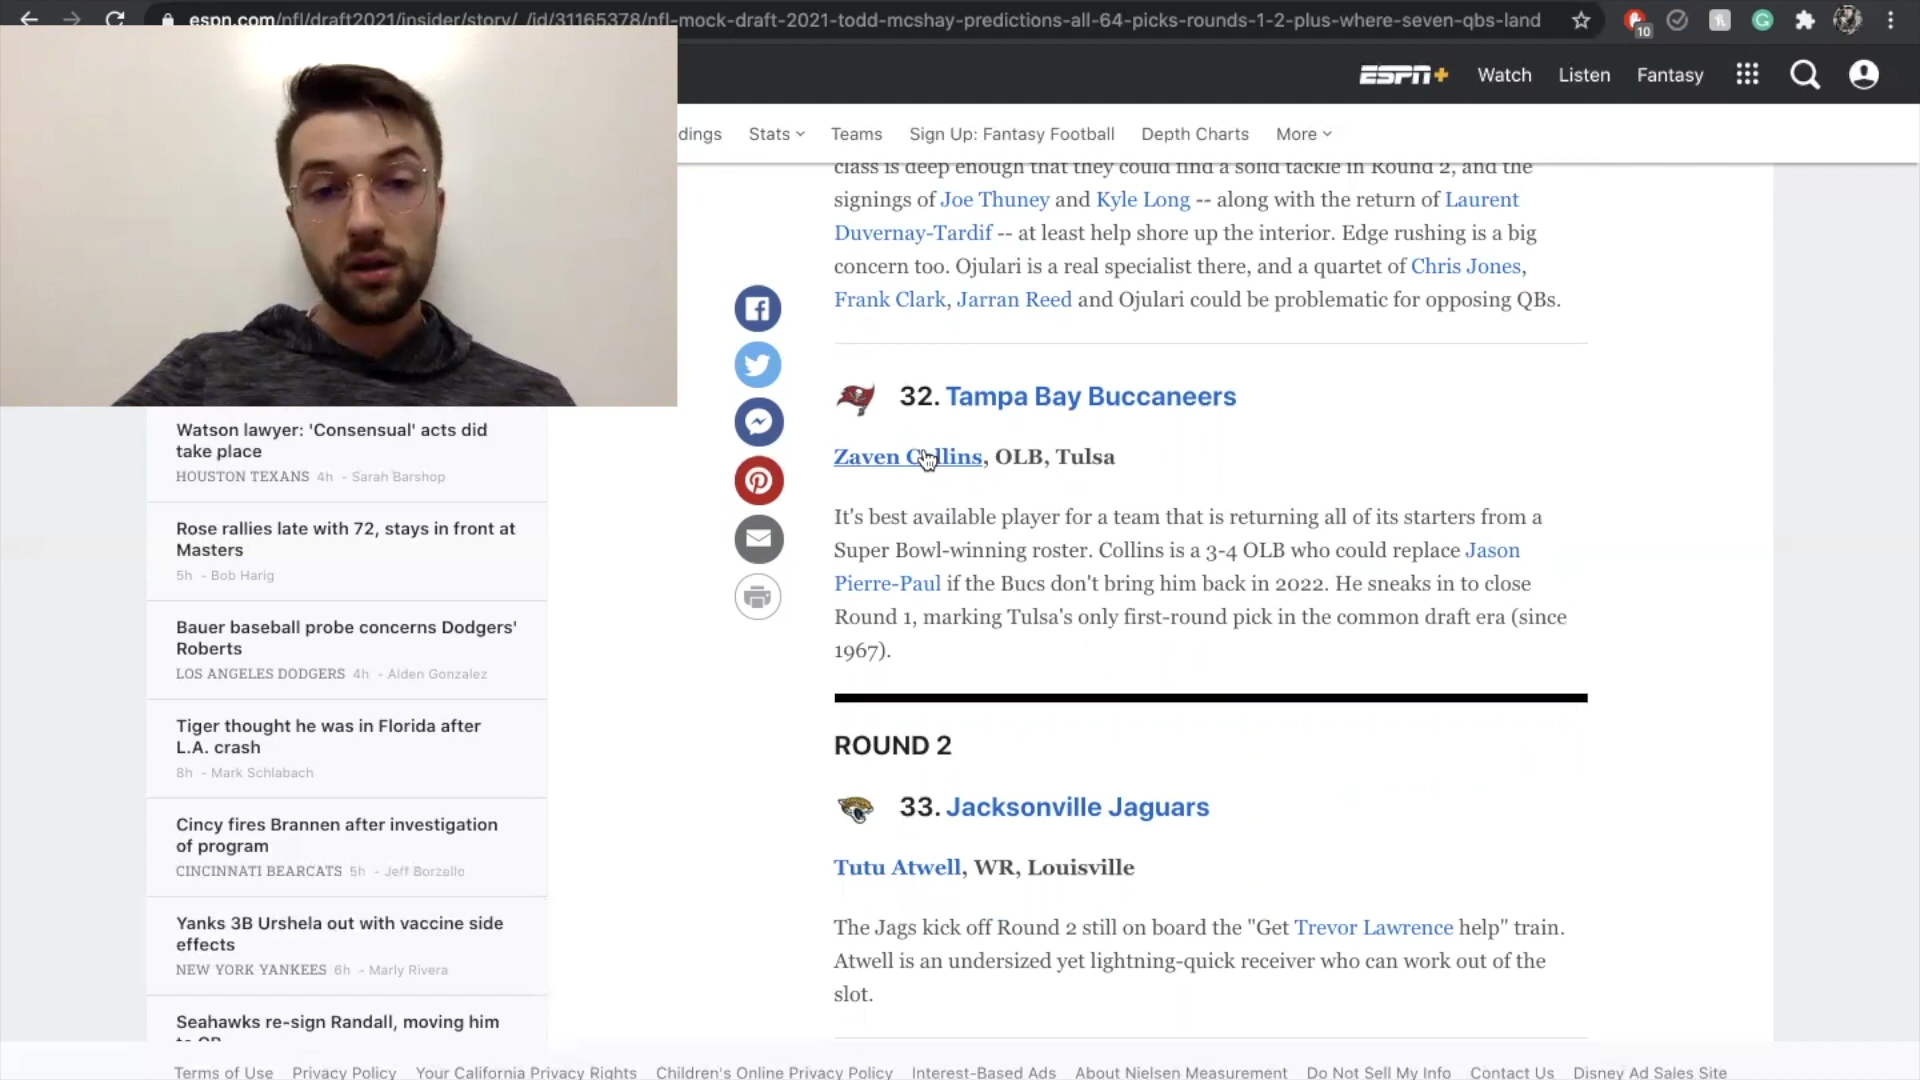 espn.com/nfl/draft2021/insider/story/_/id/31165378/nfl-mock-draft-2021-todd-mcshay-predictions-all-64-picks-rounds-1-2-plus-where-seven-qbs-land
10
ESPN+ Watch Listen Fantasy
dings Stats Teams Sign Up: Fantasy Football Depth Charts More
class is deep enough that they could find a solid tackle in Round 2, and the
signings of Joe Thuney and Kyle Long -- along with the return of Laurent
Duvernay-Tardif -- at least help shore up the interior. Edge rushing is a big
concern too. Ojulari is a real specialist there, and a quartet of Chris Jones,
Frank Clark, Jarran Reed and Ojulari could be problematic for opposing QBs.
32. Tampa Bay Buccaneers
Zaven Collins, OLB, Tulsa
It's best available player for a team that is returning all of its starters from a
Super Bowl-winning roster. Collins is a 3-4 OLB who could replace Jason
Pierre-Paul if the Bucs don't bring him back in 2022. He sneaks in to close
Round 1, marking Tulsa's only first-round pick in the common draft era (since
1967).
ROUND 2
33. Jacksonville Jaguars
Tutu Atwell, WR, Louisville
The Jags kick off Round 2 still on board the "Get Trevor Lawrence help" train.
Atwell is an undersized yet lightning-quick receiver who can work out of the
slot.
Watson lawyer: 'Consensual' acts did
take place
HOUSTON TEXANS 4h - Sarah Barshop
Rose rallies late with 72, stays in front at
Masters
5h - Bob Harig
Bauer baseball probe concerns Dodgers'
Roberts
LOS ANGELES DODGERS 4h - Alden Gonzalez
Tiger thought he was in Florida after
L.A. crash
8h - Mark Schlabach
Cincy fires Brannen after investigation
of program
CINCINNATI BEARCATS 5h - Jeff Borzello
Yanks 3B Urshela out with vaccine side
effects
NEW YORK YANKEES 6h - Marly Rivera
Seahawks re-sign Randall, moving him
to CB
Terms of Use Privacy Policy Your California Privacy Rights Children's Online Privacy Policy Interest-Based Ads About Nielsen Measurement Do Not Sell My Info Contact Us Disney Ad Sales Site